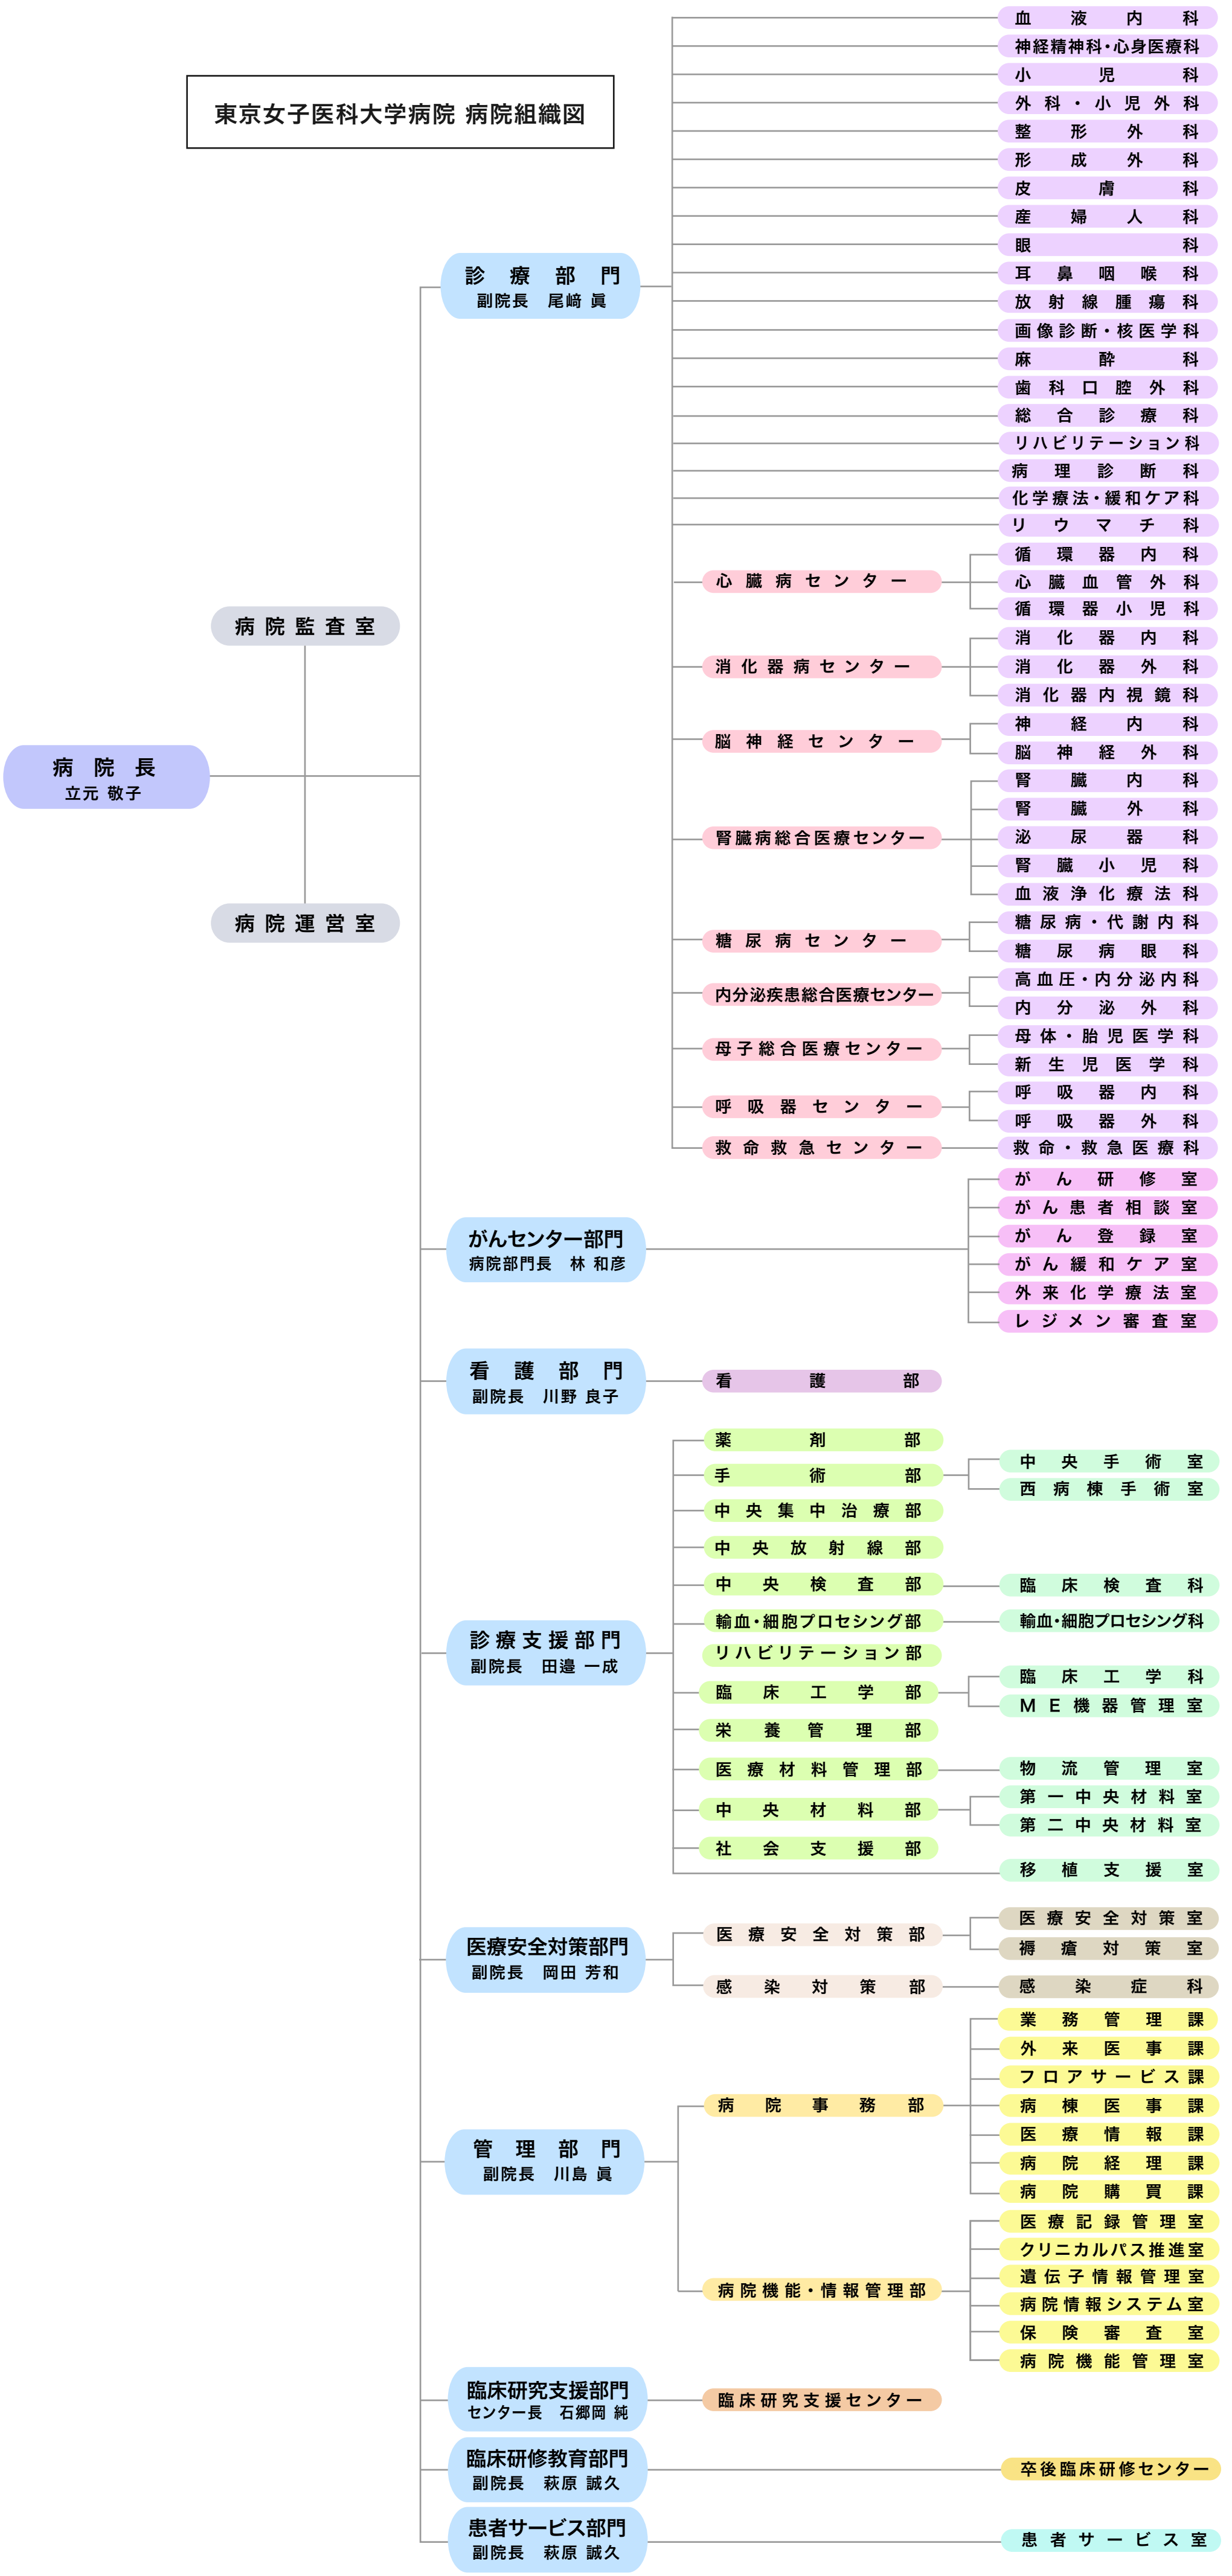 東京女子医科大学病院 病院組織図
病院長
立元 敬子
病院監査室
病院運営室
診療部門
副院長　尾﨑 眞
血液内科
神経精神科・心身医療科
小児科
外科・小児外科
整形外科
形成外科
皮膚科
産婦人科
眼科
耳鼻咽喉科
放射線腫瘍科
画像診断・核医学科
麻酔科
歯科口腔外科
総合診療科
リハビリテーション科
病理診断科
化学療法・緩和ケア科
リウマチ科
心臓病センター
循環器内科
心臓血管外科
循環器小児科
消化器病センター
消化器内科
消化器外科
消化器内視鏡科
脳神経センター
神経内科
脳神経外科
腎臓病総合医療センター
腎臓内科
腎臓外科
泌尿器科
腎臓小児科
血液浄化療法科
糖尿病センター
糖尿病・代謝内科
糖尿病眼科
内分泌疾患総合医療センター
高血圧・内分泌内科
内分泌外科
母子総合医療センター
母体・胎児医学科
新生児医学科
呼吸器センター
呼吸器内科
呼吸器外科
救命救急センター
救命・救急医療科
がんセンター部門
病院部門長　林 和彦
がん研修室
がん患者相談室
がん登録室
がん緩和ケア室
外来化学療法室
レジメン審査室
看護部門
副院長　川野 良子
看護部
診療支援部門
副院長　田邉 一成
薬剤部
手術部
中央手術室
西病棟手術室
中央集中治療部
中央放射線部
中央検査部
臨床検査科
輸血・細胞プロセシング部
輸血・細胞プロセシング科
リハビリテーション部
臨床工学部
臨床工学科
ME機器管理室
栄養管理部
医療材料管理部
物流管理室
中央材料部
第一中央材料室
第二中央材料室
社会支援部
移植支援室
医療安全対策部門
副院長　岡田 芳和
医療安全対策部
医療安全対策室
褥瘡対策室
感染対策部
感染症科
管理部門
副院長　川島 眞
病院事務部
業務管理課
外来医事課
フロアサービス課
病棟医事課
医療情報課
病院経理課
病院購買課
病院機能・情報管理部
医療記録管理室
クリニカルパス推進室
遺伝子情報管理室
病院情報システム室
保険審査室
病院機能管理室
臨床研究支援部門
センター長　石郷岡 純
臨床研究支援センター
臨床研修教育部門
副院長　萩原 誠久
卒後臨床研修センター
患者サービス部門
副院長　萩原 誠久
患者サービス室